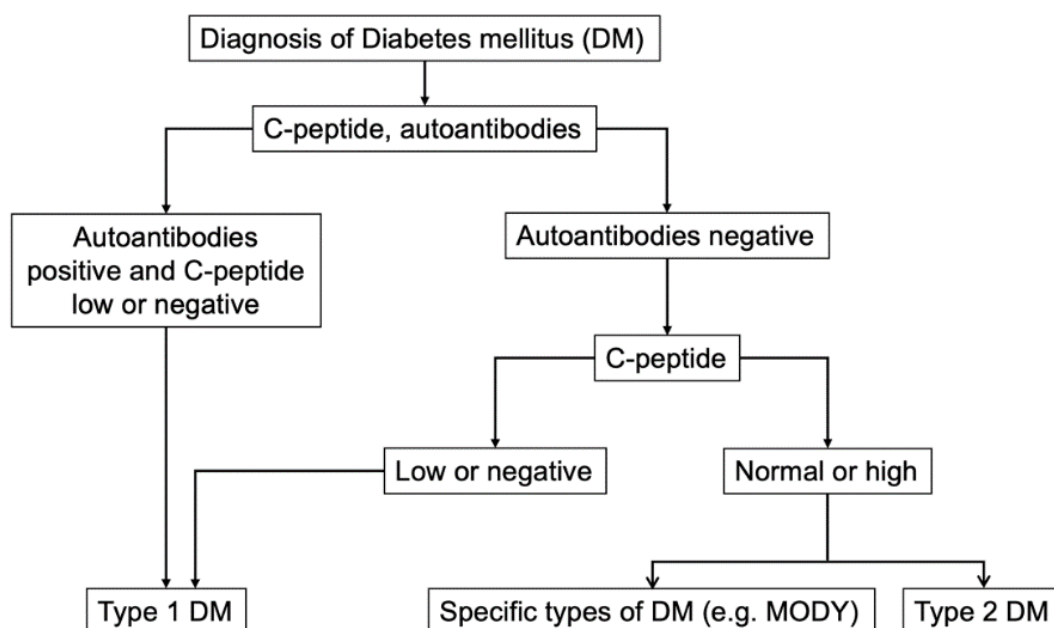 Diagnosis of Diabetes mellitus (DM)
C-peptide, autoantibodies
Autoantibodies
positive and C-peptide
low or negative
Autoantibodies negative
C-peptide
Low or negative
Normal or high
Type 1 DM
Specific types of DM (e.g. MODY)
Type 2 DM